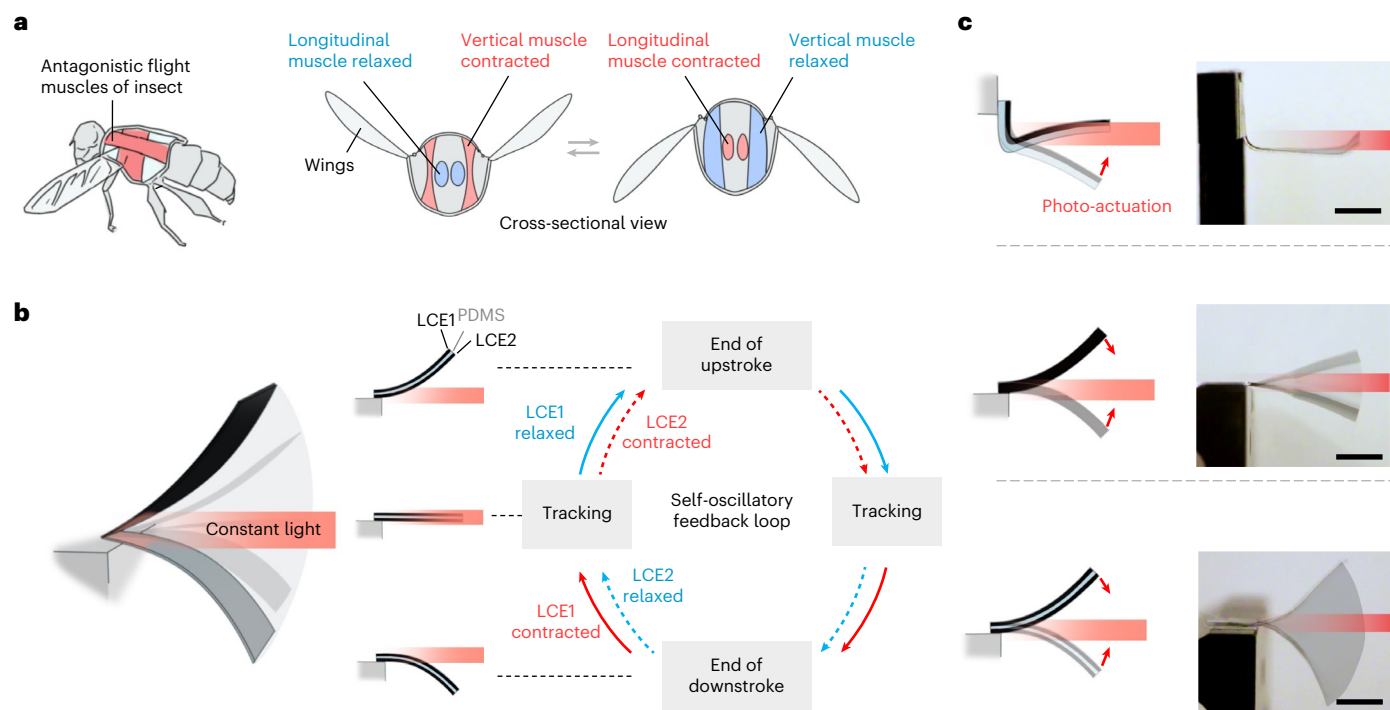 a
Antagonistic flight
muscles of insect
Longitudinal
muscle relaxed
Vertical muscle
contracted
Longitudinal
muscle contracted
Vertical muscle
relaxed
Wings
Cross-sectional view
b
Constant light
LCE1
PDMS
LCE2
End of
upstroke
LCE1
relaxed
LCE2
contracted
Tracking
Self-oscillatory
feedback loop
Tracking
LCE2
relaxed
LCE1
contracted
End of
downstroke
c
Photo-actuation